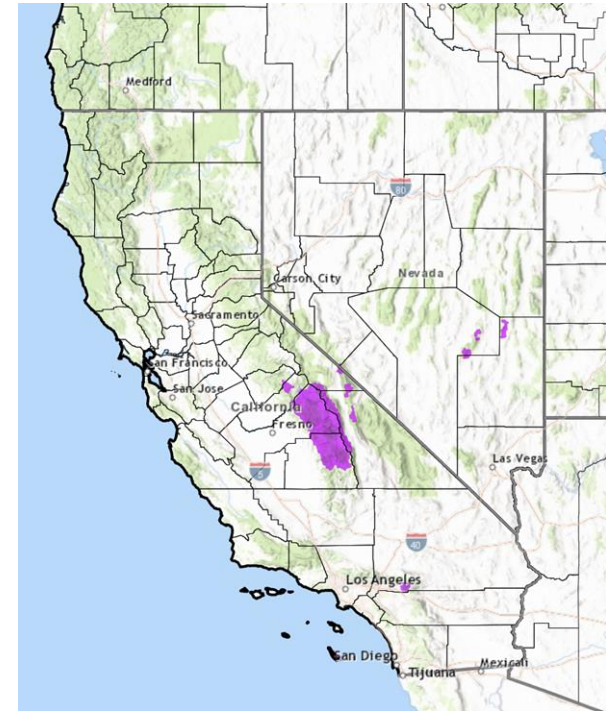 Medford
80
Carson City
Nevada
Sacramento
San Francisco
San Jose
California
Fresno
5
Las Vegas
40
Los Angeles
San Diego
Tijuana
Mexicali